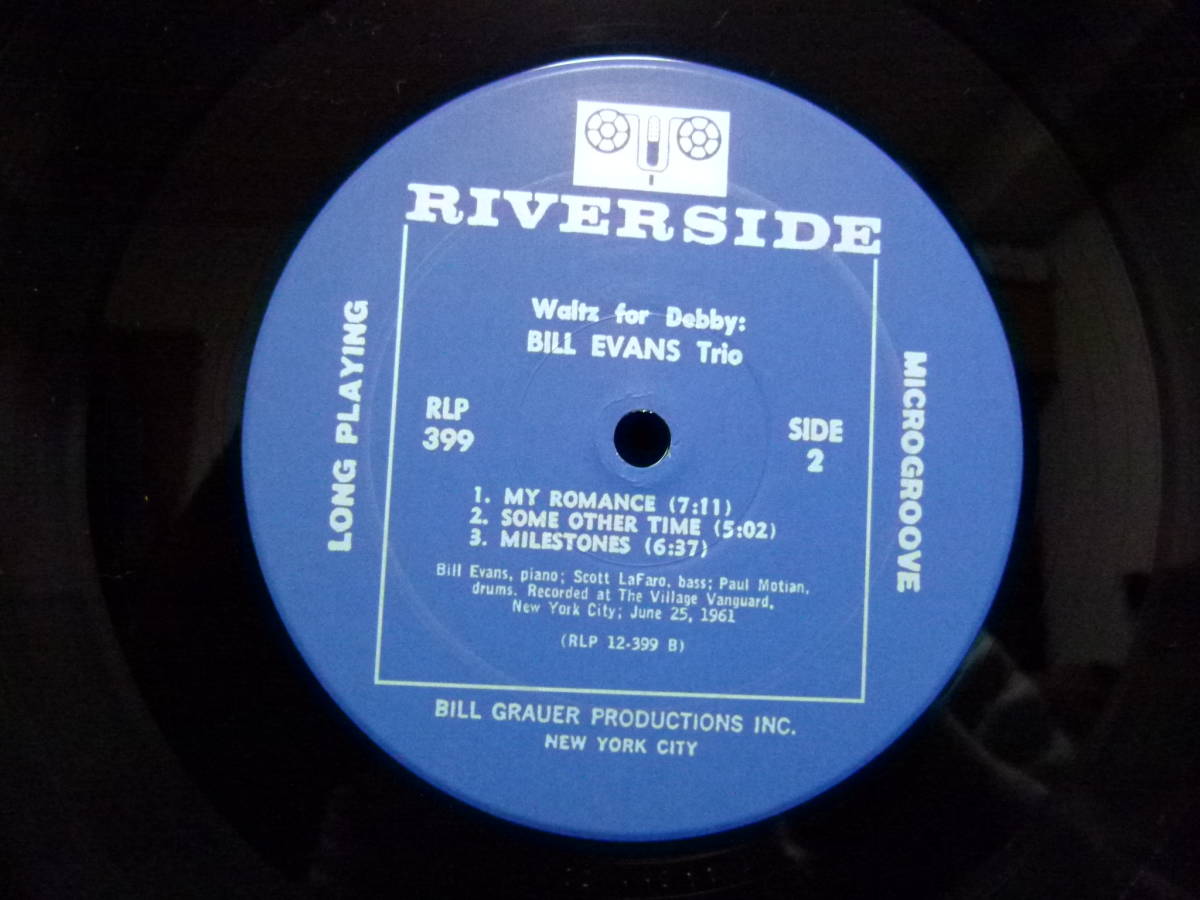 RIVERSIDE
Waltz for Debby:
BILL EVANS Trio
LONG PLAYING
RLP
399
SIDE
2
MICROGROOVE
1. MY ROMANCE (7:11)
2. SOME OTHER TIME (5:02)
3. MILESTONES (6:37)
Bill Evans, piano; Scott LaFaro, bass; Paul Motian,
drums. Recorded at The Village Vanguard,
New York City; June 25, 1961
(RLP 12-399 B)
BILL GRAUER PRODUCTIONS INC.
NEW YORK CITY